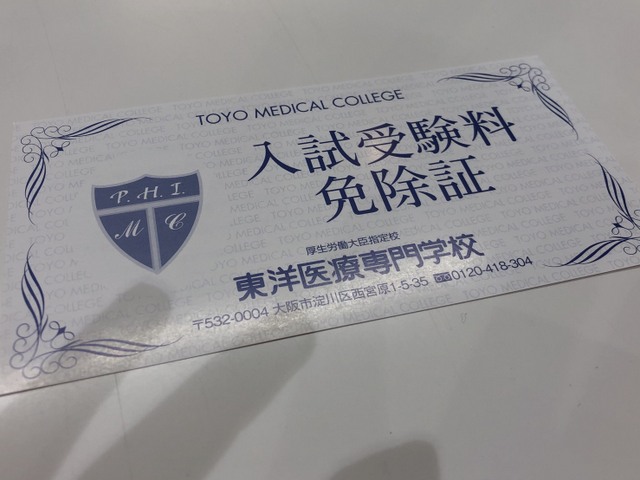 TOYO MEDICAL COLLEGE
入試受験料
免除証
P. H. I.
M C
厚生労働大臣指定校
東洋医療専門学校
〒532-0004 大阪市淀川区西宮原1-5-35 0120-418-304